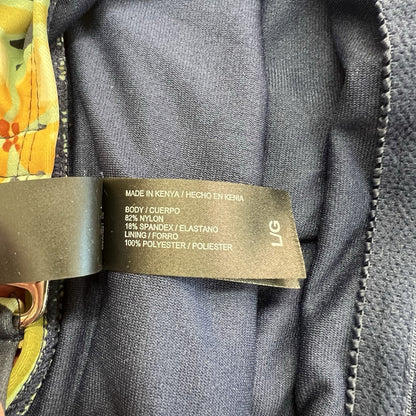 MADE IN KENYA / HECHO EN KENIA
BODY / CUERPO
82% NYLON
18% SPANDEX / ELASTANO
LINING / FORRO
100% POLYESTER / POLIESTER
L/G